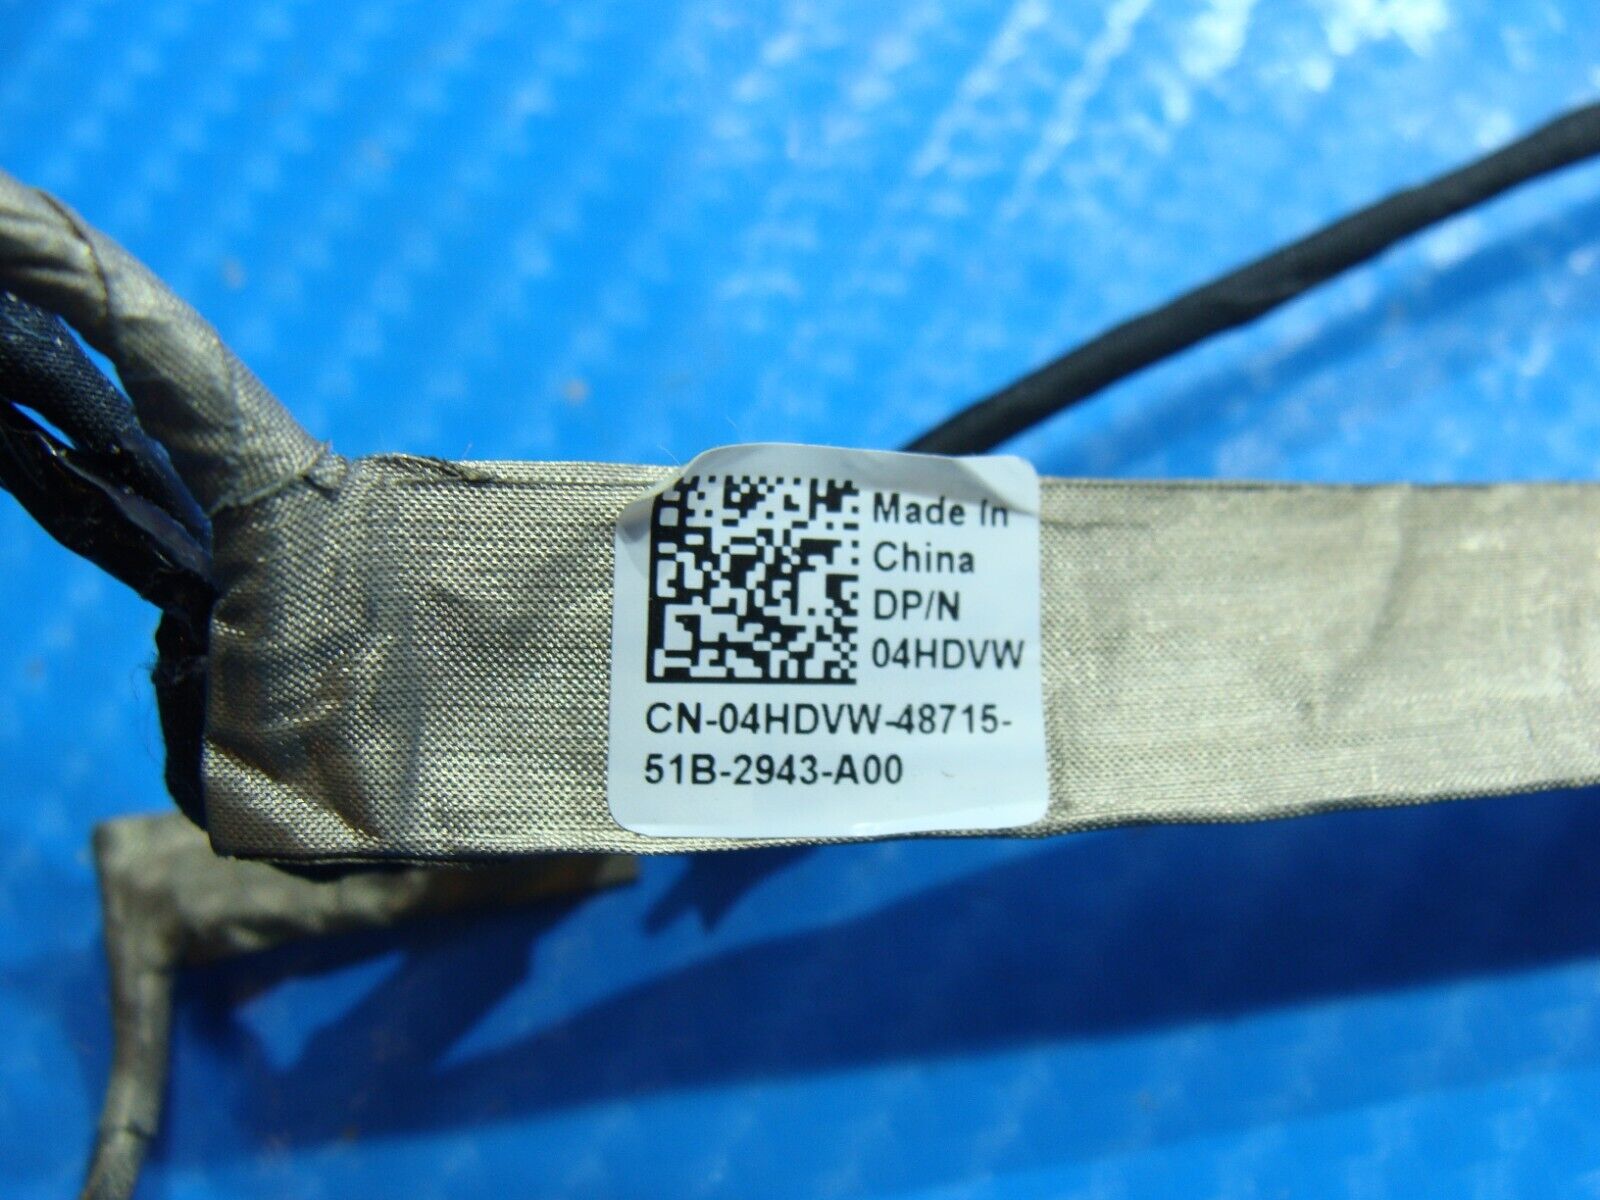 Made In
China
DP/N
04HDVW
CN-04HDVW-48715-
51B-2943-A00